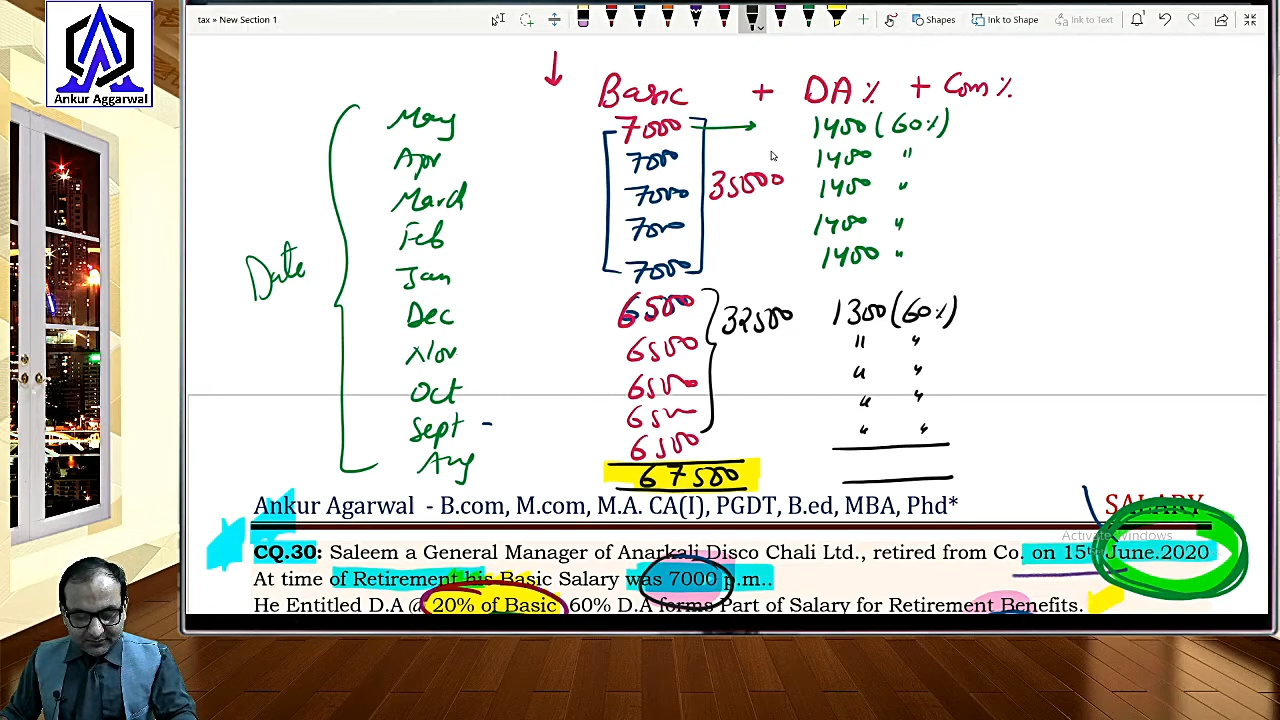 tax » New Section 1
Shapes
Ink to Shape
Ink to Text
Ankur Aggarwal
Basic + DA% + Com%
May 7000 1400 (60%)
Apr 7000 1400 "
March 7000 35000 1400 "
Feb 7000 1400 "
Jan 7000 1400 "
Date
Dec 6500 32500 1300 (60%)
Nov 6500 " "
Oct 6500 " "
Sept - 6500 " "
Aug 6500 " "
67500
Ankur Agarwal - B.com, M.com, M.A. CA(I), PGDT, B.ed, MBA, Phd* SALARY
Activate Windows
CQ.30: Saleem a General Manager of Anarkali Disco Chali Ltd., retired from Co. on 15th June.2020
At time of Retirement his Basic Salary was 7000 p.m..
He Entitled D.A @ 20% of Basic 60% D.A forms Part of Salary for Retirement Benefits.